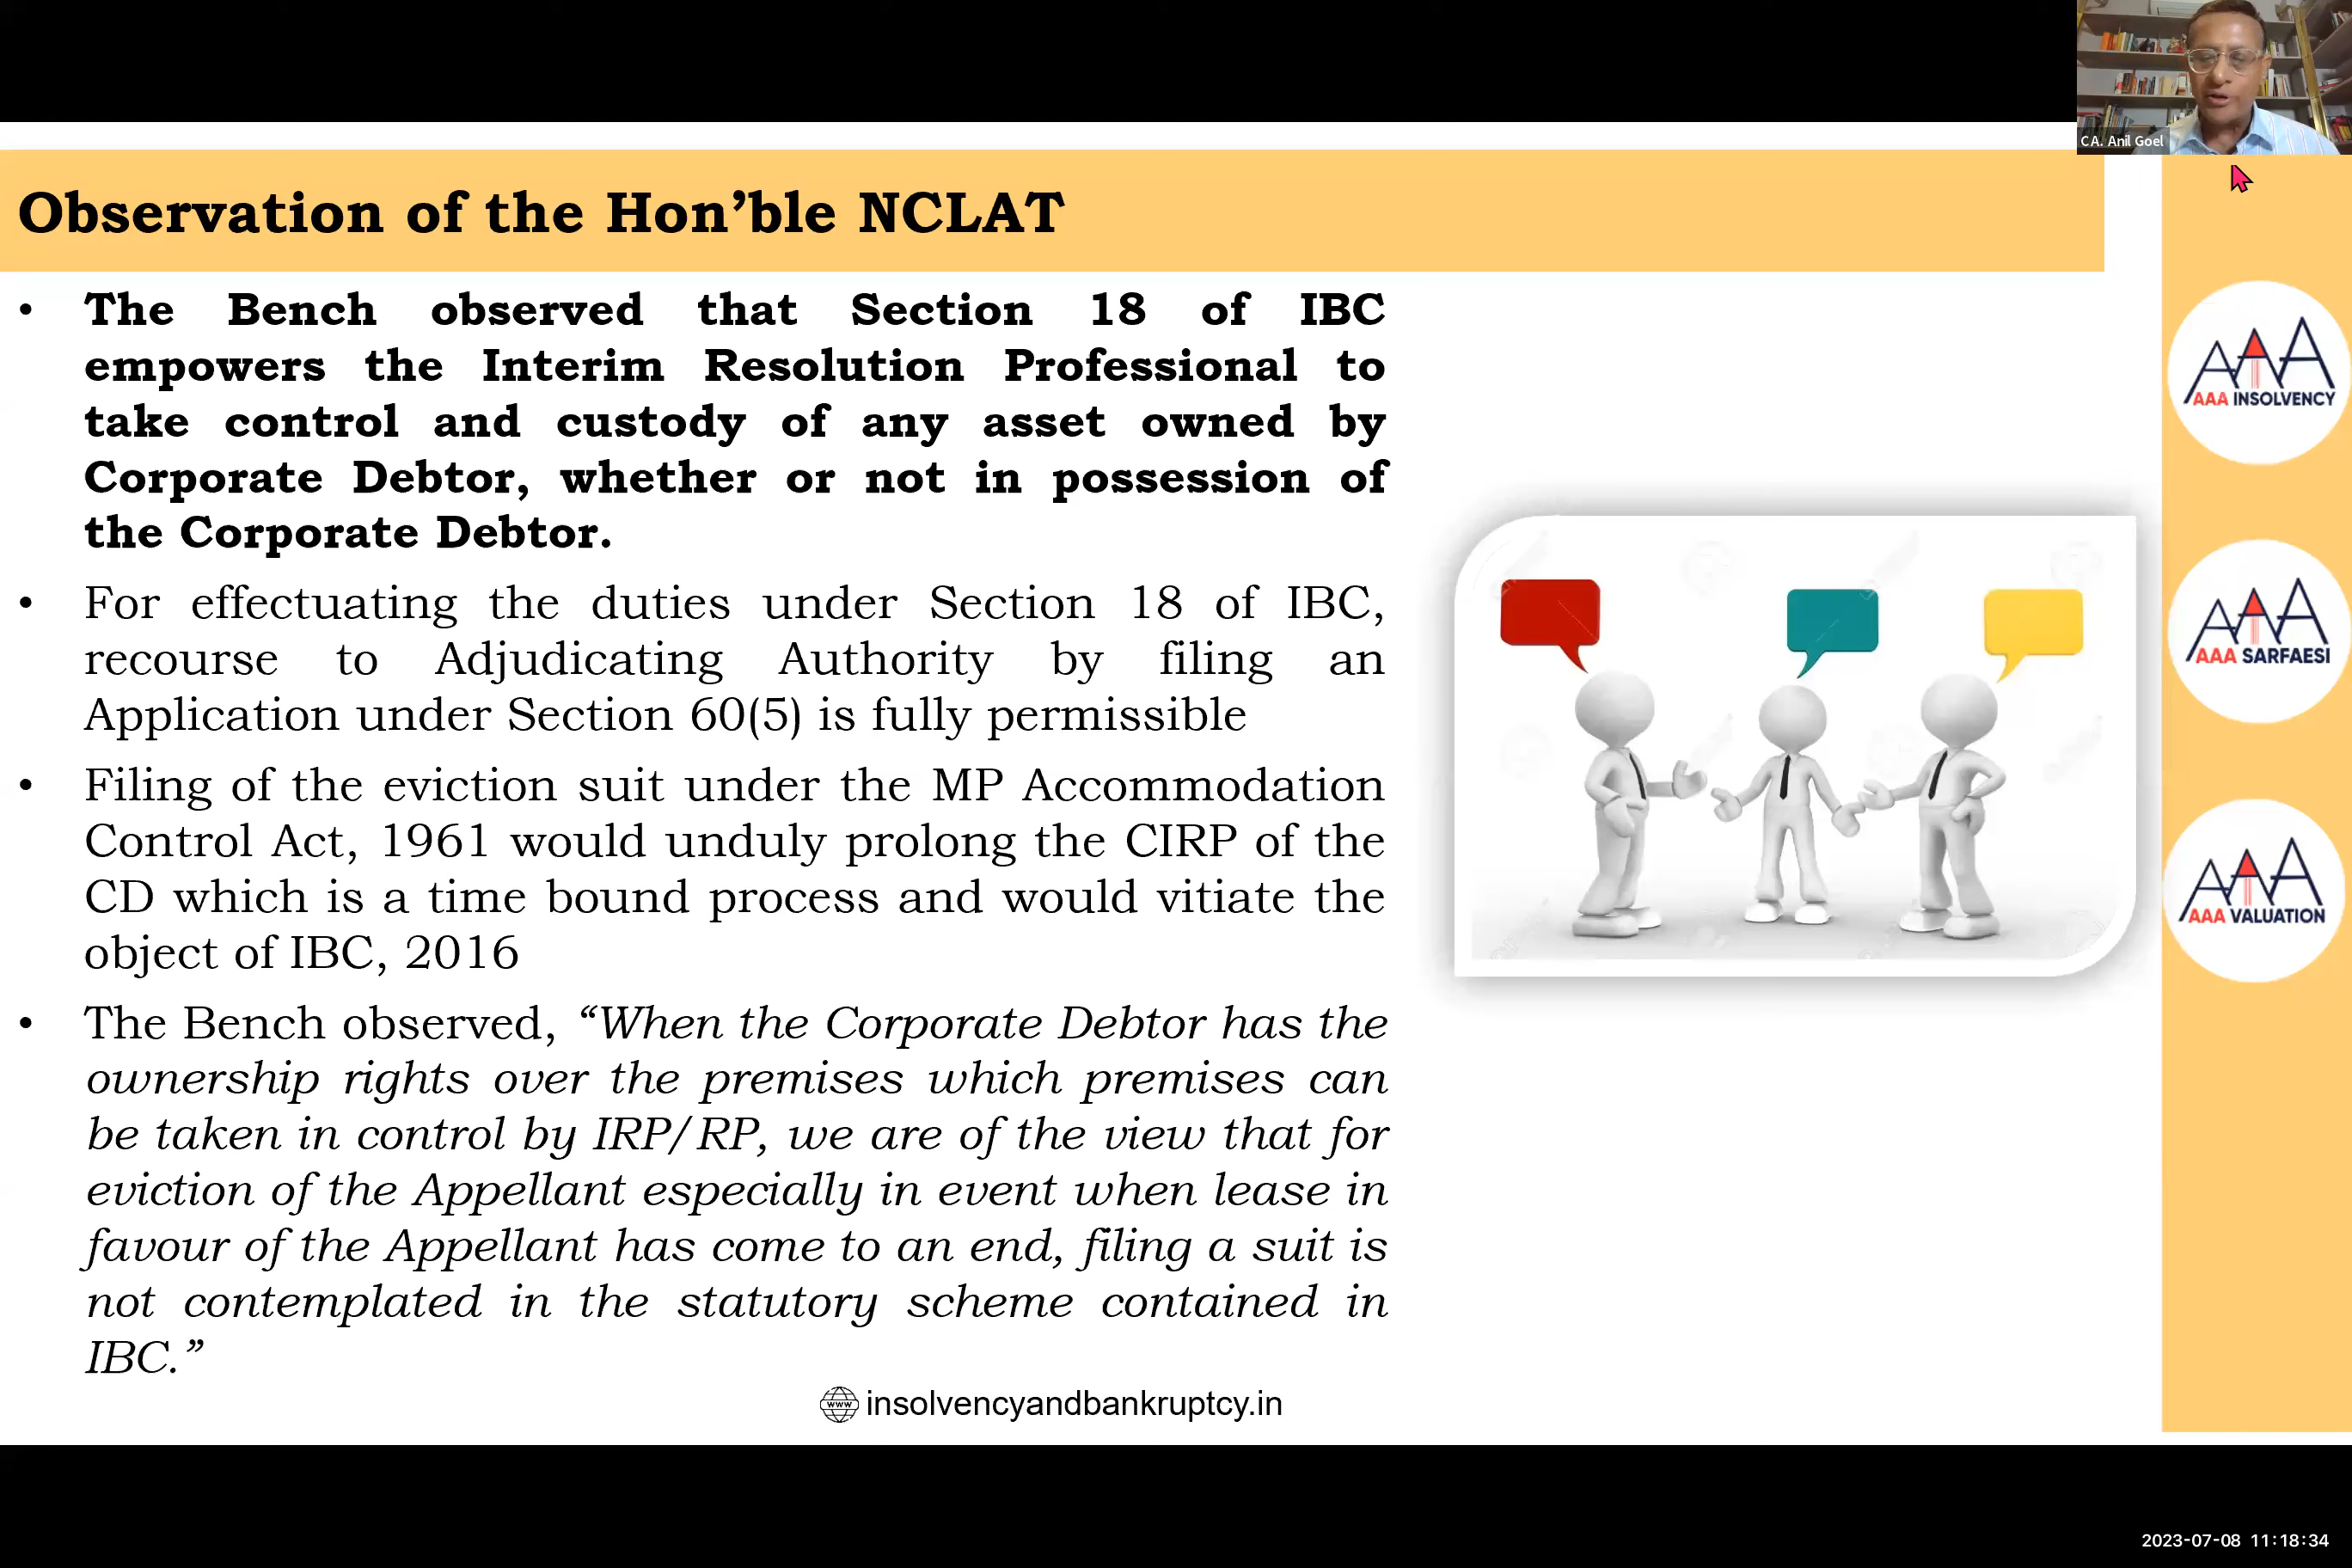 CA. Anil Goel
Observation of the Hon’ble NCLAT
• The Bench observed that Section 18 of IBC
empowers the Interim Resolution Professional to
take control and custody of any asset owned by
Corporate Debtor, whether or not in possession of
the Corporate Debtor.
• For effectuating the duties under Section 18 of IBC,
recourse to Adjudicating Authority by filing an
Application under Section 60(5) is fully permissible
• Filing of the eviction suit under the MP Accommodation
Control Act, 1961 would unduly prolong the CIRP of the
CD which is a time bound process and would vitiate the
object of IBC, 2016
• The Bench observed, “When the Corporate Debtor has the
ownership rights over the premises which premises can
be taken in control by IRP/RP, we are of the view that for
eviction of the Appellant especially in event when lease in
favour of the Appellant has come to an end, filing a suit is
not contemplated in the statutory scheme contained in
IBC.”
AAA INSOLVENCY
AAA SARFAESI
AAA VALUATION
www insolvencyandbankruptcy.in
2023-07-08 11:18:34